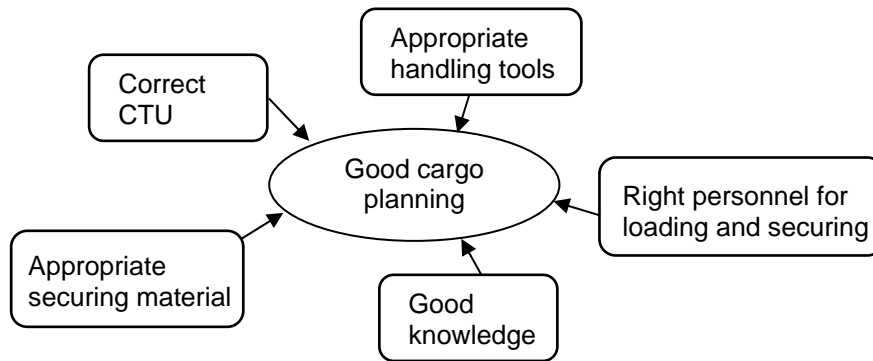 Appropriate
handling tools
Correct
CTU
Good cargo
planning
Right personnel for
loading and securing
Appropriate
securing material
Good
knowledge